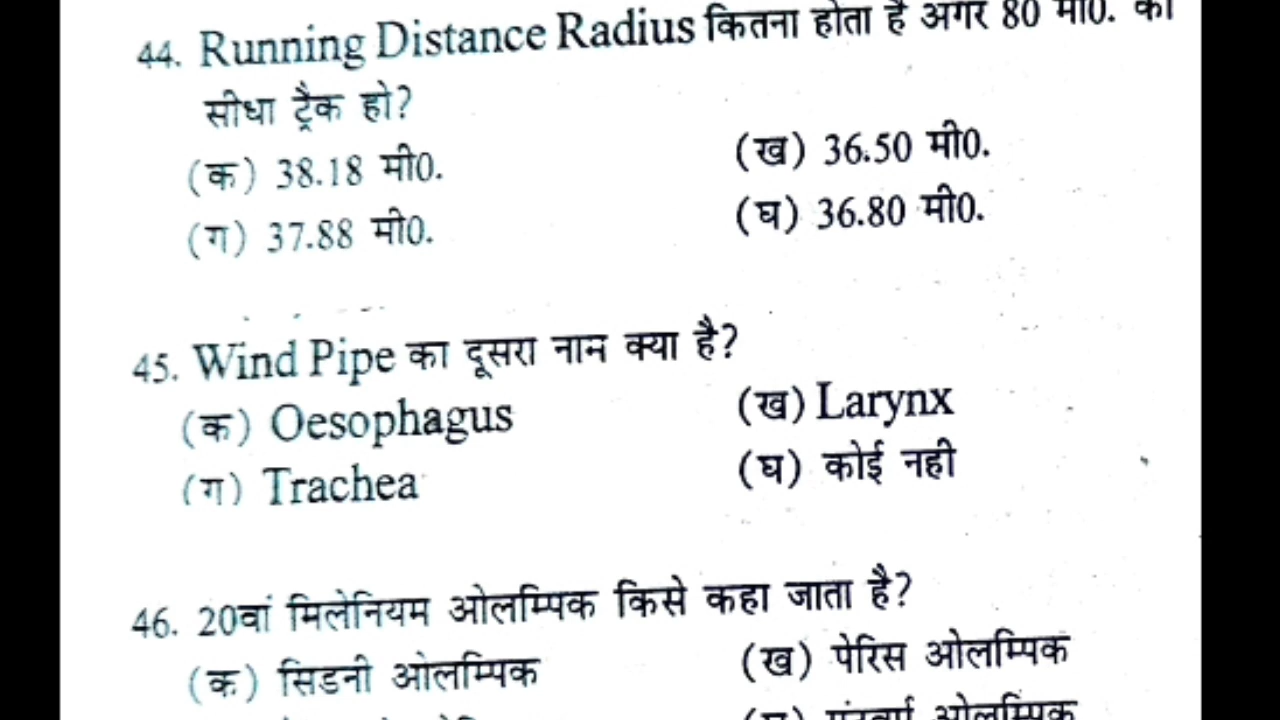 44. Running Distance Radius कितना होता है अगर 80 मी0. का
सीधा ट्रैक हो?
(क) 38.18 मी0. (ख) 36.50 मी0.
(ग) 37.88 मी0. (घ) 36.80 मी0.
45. Wind Pipe का दूसरा नाम क्या है?
(क) Oesophagus (ख) Larynx
(ग) Trachea (घ) कोई नही
46. 20वां मिलेनियम ओलम्पिक किसे कहा जाता है?
(क) सिडनी ओलम्पिक (ख) पेरिस ओलम्पिक
ओलम्पिक